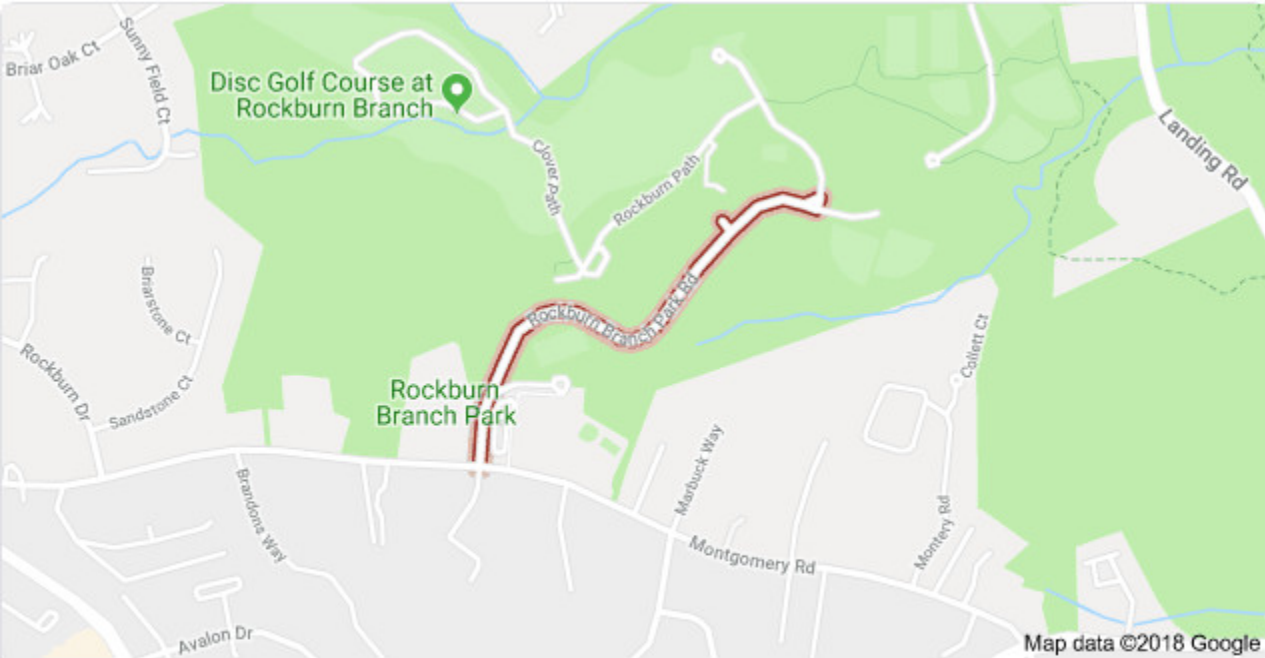 Briar Oak Ct
Sunny Field Ct
Disc Golf Course at
Rockburn Branch
Clover Path
Rockburn Path
Landing Rd
Briarstone Ct
Rockburn Dr
Sandstone Ct
Rockburn Branch Park Rd
Rockburn
Branch Park
Collett Ct
Marbuck Way
Brandons Way
Montgomery Rd
Montery Rd
Avalon Dr
Map data ©2018 Google